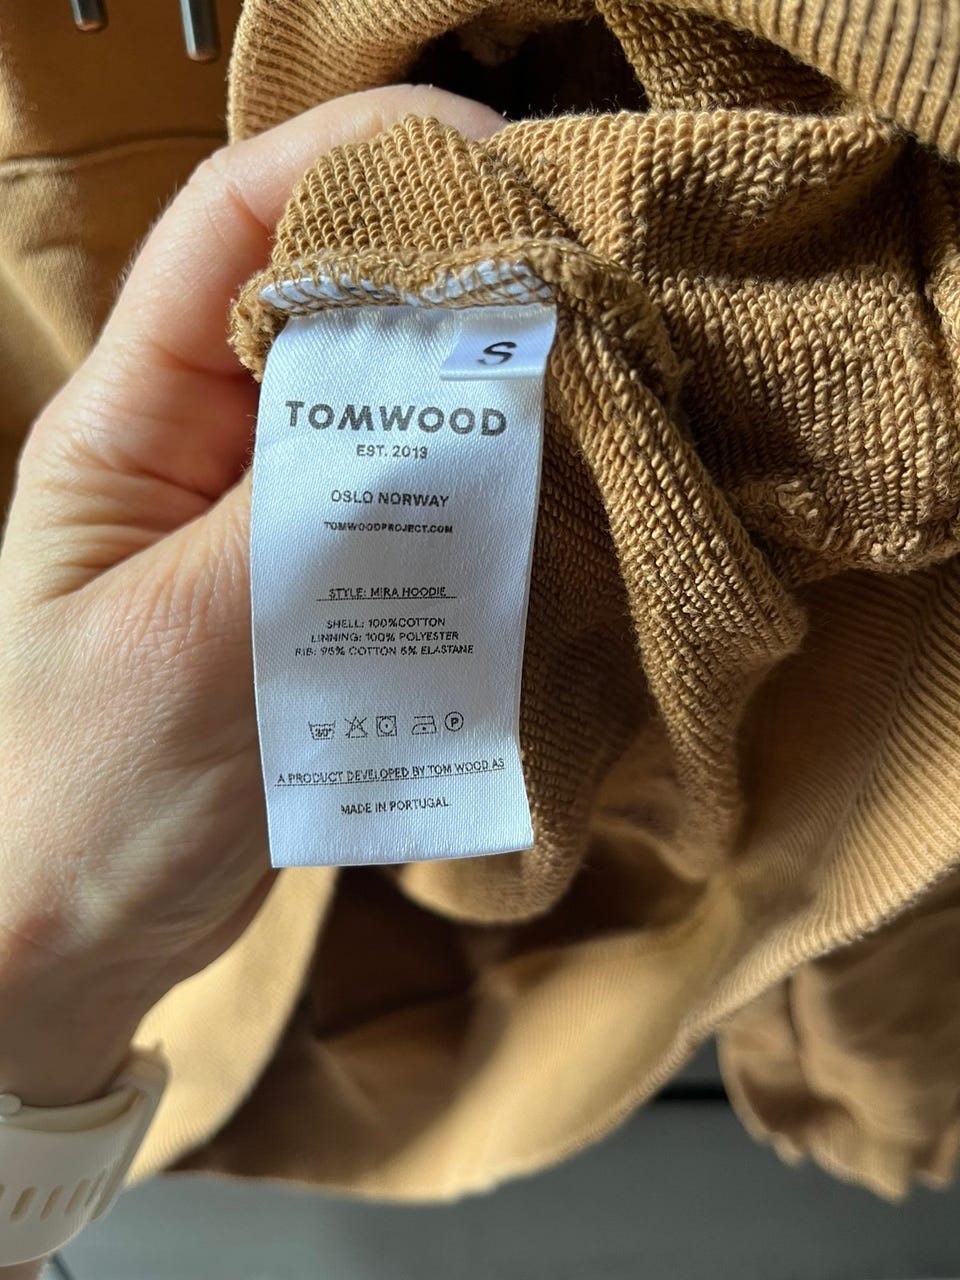 S
TOMWOOD
EST. 2013
OSLO NORWAY
TOMWOODPROJECT.COM
STYLE: MIRA HOODIE
SHELL: 100%COTTON
LINNING: 100% POLYESTER
RIB: 95% COTTON 5% ELASTANE
30° P
A PRODUCT DEVELOPED BY TOM WOOD AS
MADE IN PORTUGAL